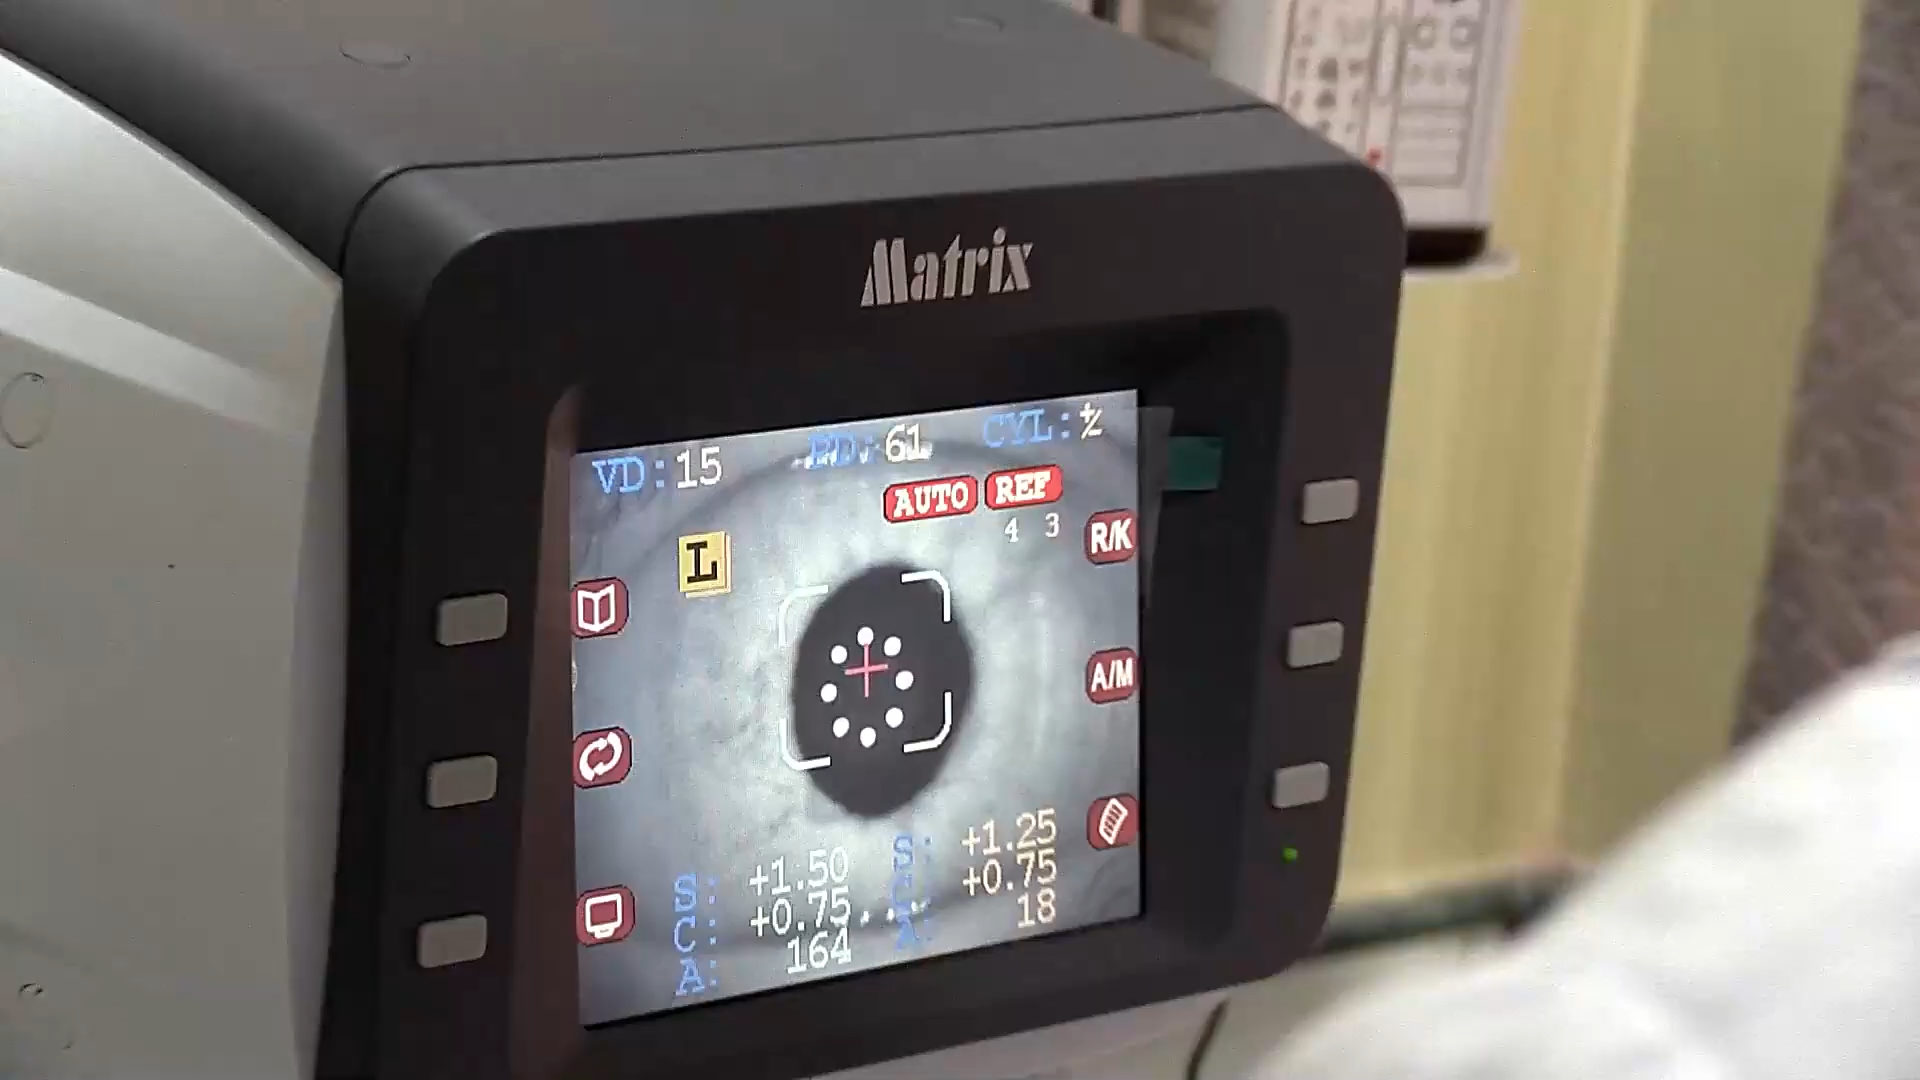 Matrix
VD:15 PD:61 CYL:±
AUTO REF
4 3
R/K
L
A/M
S: +1.50 S: +1.25
C: +0.75 C: +0.75
A: 164 A: 18